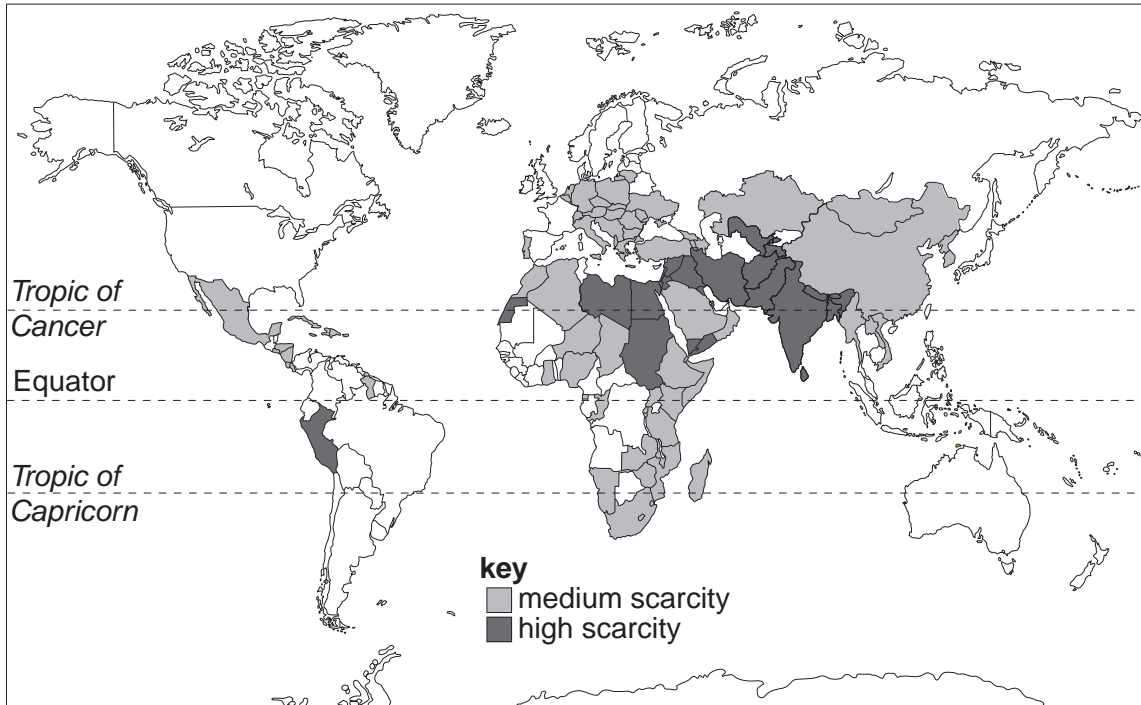 Tropic of
Cancer
Equator
Tropic of
Capricorn
key
medium scarcity
high scarcity